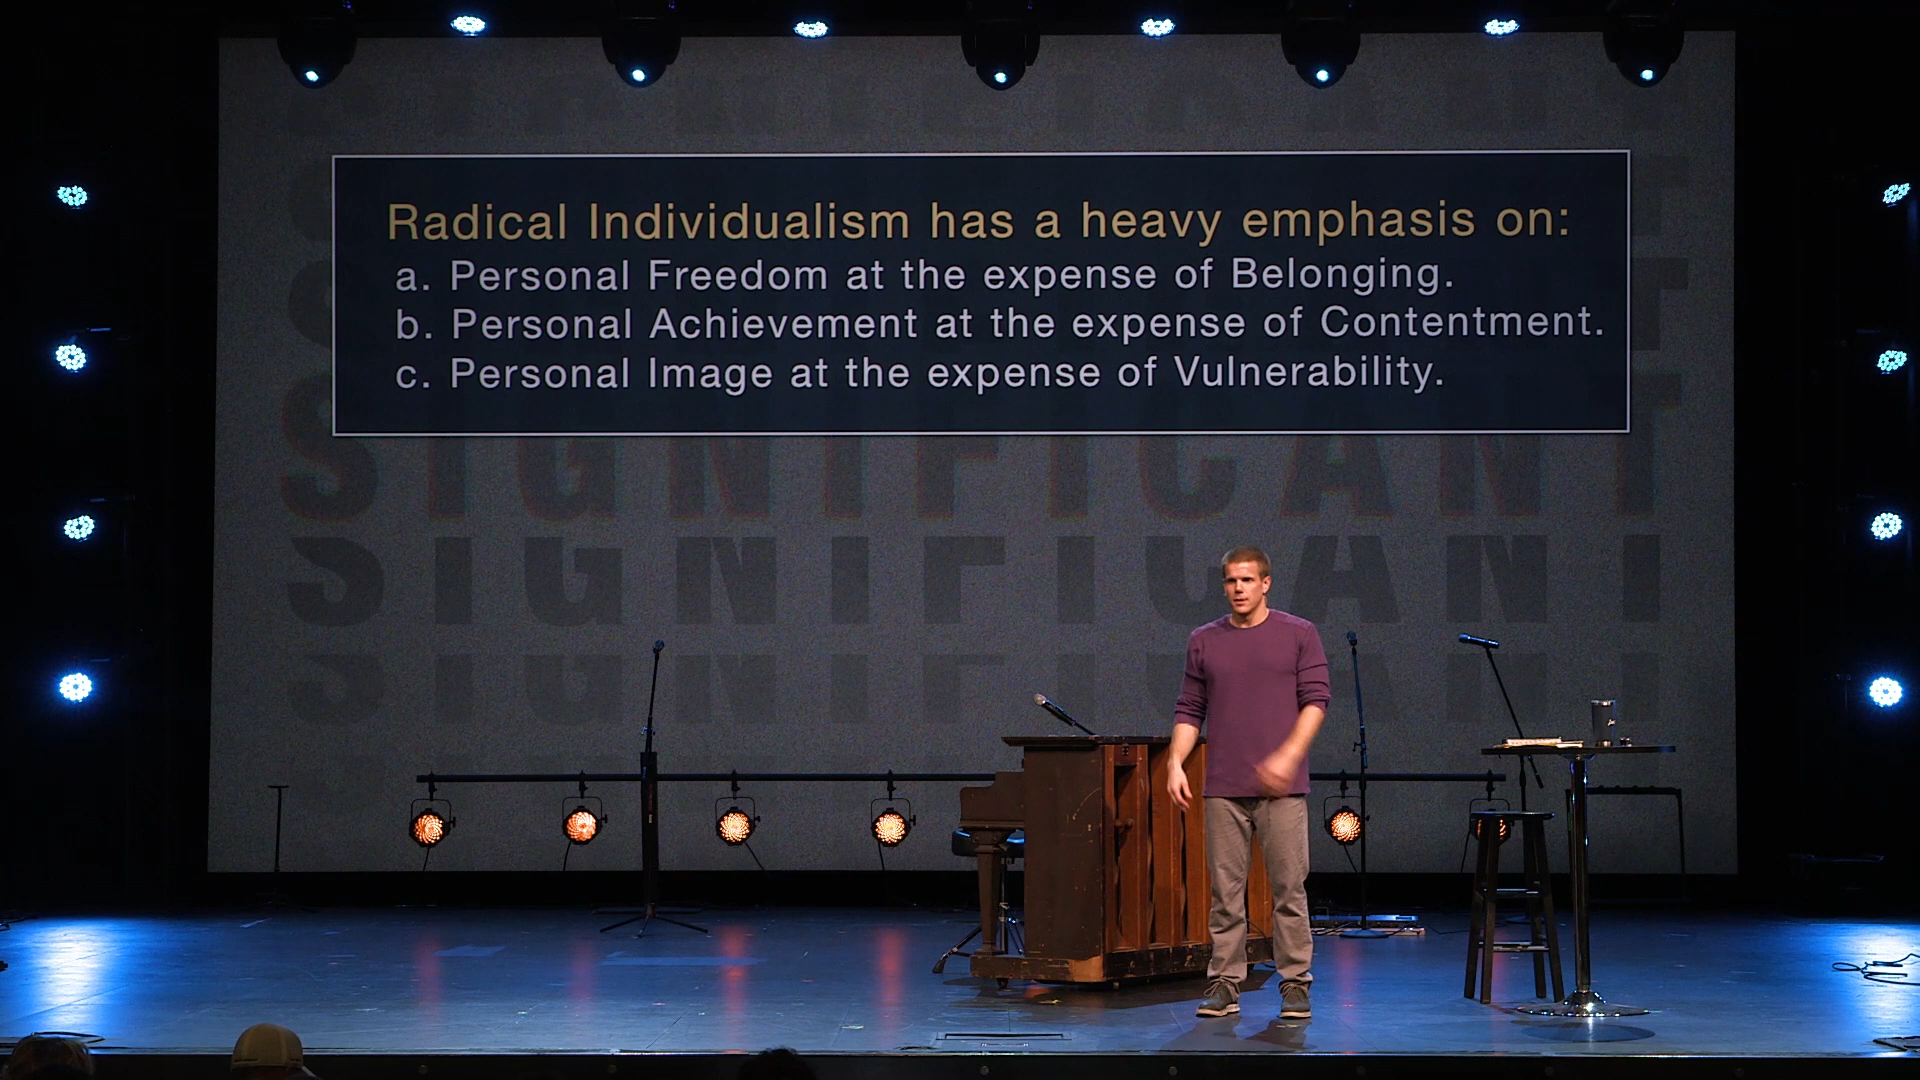 Radical Individualism has a heavy emphasis on:
a. Personal Freedom at the expense of Belonging.
b. Personal Achievement at the expense of Contentment.
c. Personal Image at the expense of Vulnerability.
SIGNIFICANT
SIGNIFICANT
SIGNIFICANT